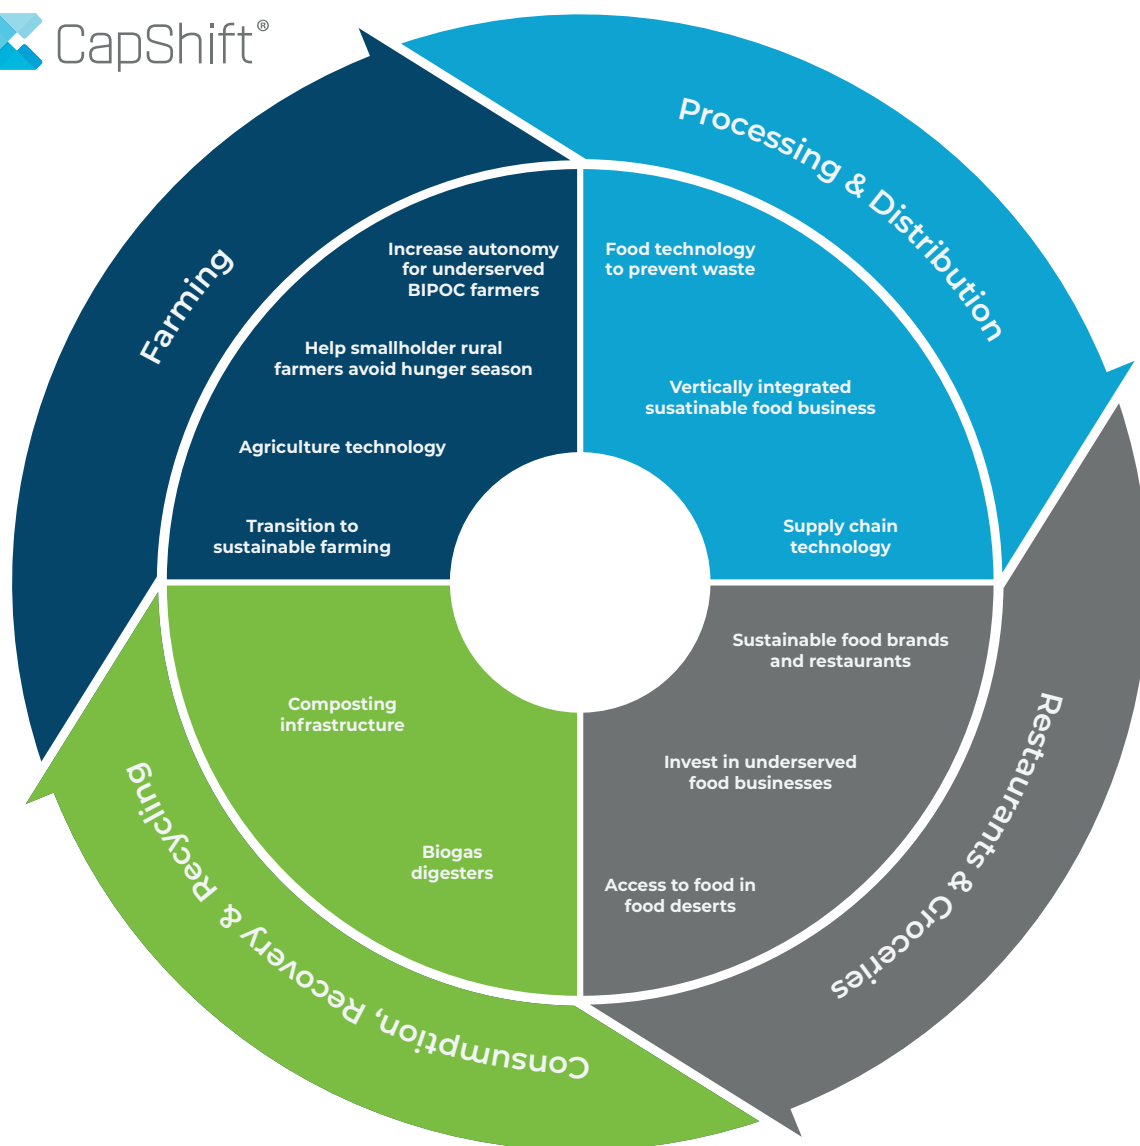 CapShift®
Farming
Increase autonomy
for underserved
BIPOC farmers
Help smallholder rural
farmers avoid hunger season
Agriculture technology
Transition to
sustainable farming
Processing & Distribution
Food technology
to prevent waste
Vertically integrated
susatinable food business
Supply chain
technology
Restaurants & Groceries
Sustainable food brands
and restaurants
Invest in underserved
food businesses
Access to food in
food deserts
Consumption, Recovery & Recycling
Composting
infrastructure
Biogas
digesters